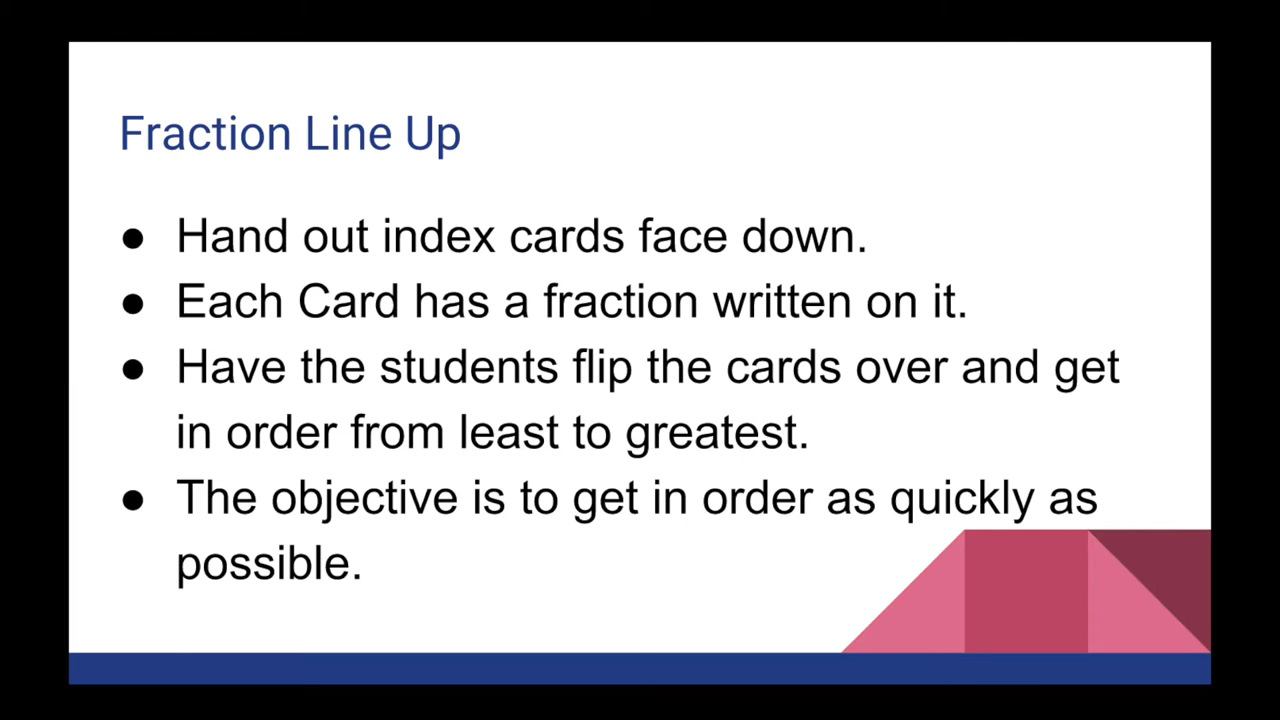 Fraction Line Up
● Hand out index cards face down.
● Each Card has a fraction written on it.
● Have the students flip the cards over and get
in order from least to greatest.
● The objective is to get in order as quickly as
possible.